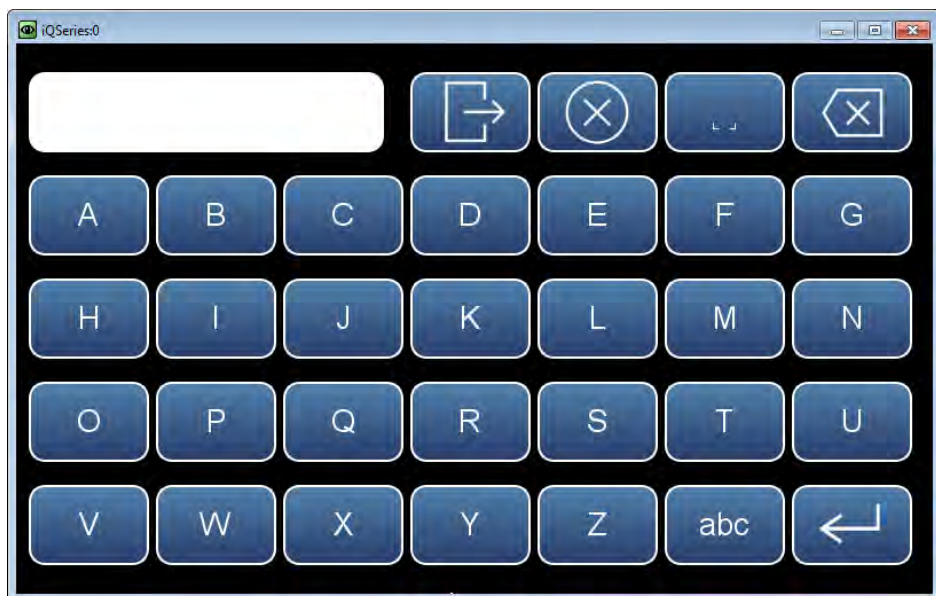 iQSeries:0
A B C D E F G
H I J K L M N
O P Q R S T U
V W X Y Z abc